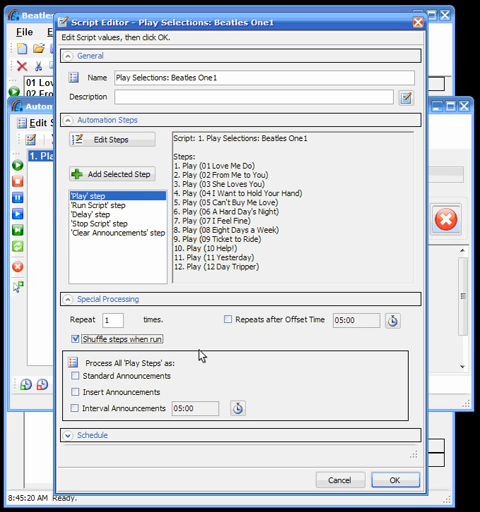 Beatles
Script Editor - Play Selections: Beatles One1
File
Edit Script values, then click OK.
General
Name Play Selections: Beatles One1
Description
01 Lov
02 Fro
Autom
Edit S
1. Pl
Automation Steps
Edit Steps
Add Selected Step
'Play' step
'Run Script' step
'Delay' step
'Stop Script' step
'Clear Announcements' step
Script: 1. Play Selections: Beatles One1
Steps:
1. Play (01 Love Me Do)
2. Play (02 From Me to You)
3. Play (03 She Loves You)
4. Play (04 I Want to Hold Your Hand)
5. Play (05 Can't Buy Me Love)
6. Play (06 A Hard Day's Night)
7. Play (07 I Feel Fine)
8. Play (08 Eight Days a Week)
9. Play (09 Ticket to Ride)
10. Play (10 Help!)
11. Play (11 Yesterday)
12. Play (12 Day Tripper)
Special Processing
Repeat 1 times.
Repeats after Offset Time 05:00
Shuffle steps when run
Process All 'Play Steps' as:
Standard Announcements
Insert Announcements
Interval Announcements 05:00
Schedule
Cancel OK
8:45:20 AM Ready.